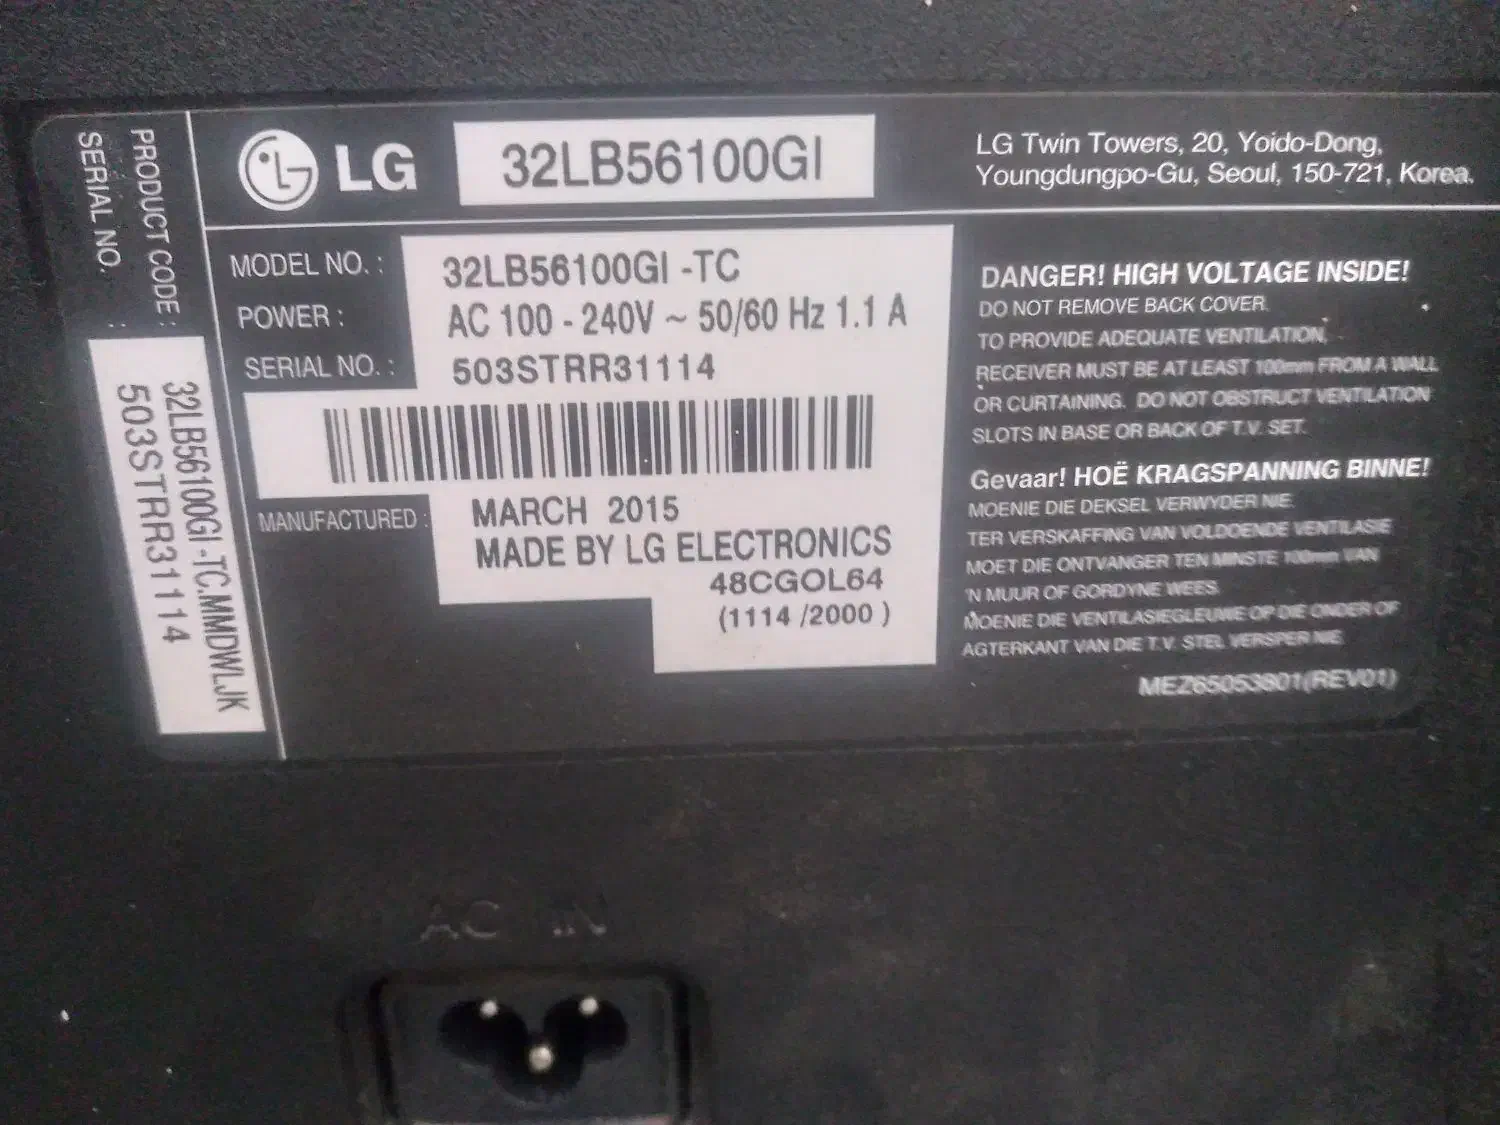 LG
32LB56100GI
LG Twin Towers, 20, Yoido-Dong,
Youngdungpo-Gu, Seoul, 150-721, Korea.
PRODUCT CODE :
SERIAL NO. :
32LB56100GI -TC.MMDWLJK
503STRR31114
MODEL NO. : 32LB56100GI -TC
POWER : AC 100 - 240V ~ 50/60 Hz 1.1 A
SERIAL NO. : 503STRR31114
MANUFACTURED : MARCH 2015
MADE BY LG ELECTRONICS
48CGOL64
(1114 /2000 )
DANGER! HIGH VOLTAGE INSIDE!
DO NOT REMOVE BACK COVER.
TO PROVIDE ADEQUATE VENTILATION,
RECEIVER MUST BE AT LEAST 100mm FROM A WALL
OR CURTAINING. DO NOT OBSTRUCT VENTILATION
SLOTS IN BASE OR BACK OF T.V. SET.
Gevaar! HOË KRAGSPANNING BINNE!
MOENIE DIE DEKSEL VERWYDER NIE.
TER VERSKAFFING VAN VOLDOENDE VENTILASIE
MOET DIE ONTVANGER TEN MINSTE 100mm VAN
'N MUUR OF GORDYNE WEES.
MOENIE DIE VENTILASIEGLEUWE OP DIE ONDER OF
AGTERKANT VAN DIE T.V. STEL VERSPER NIE.
MEZ65053801(REV01)
AC IN